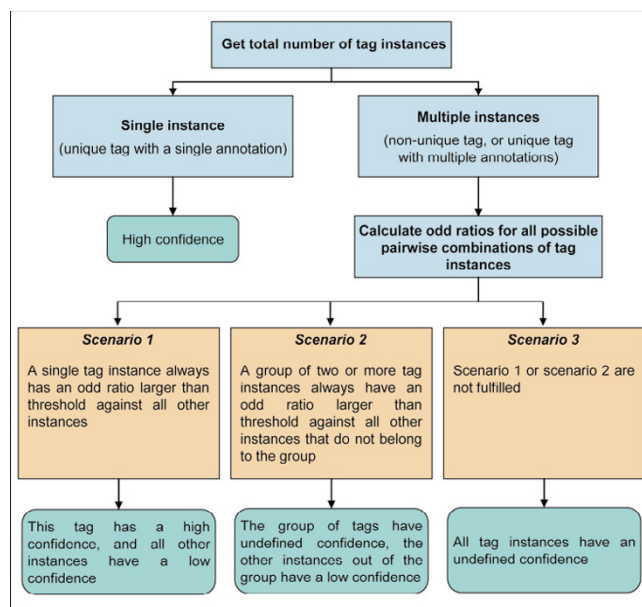 Get total number of tag instances
Single instance
(unique tag with a single annotation)
Multiple instances
(non-unique tag, or unique tag
with multiple annotations)
High confidence
Calculate odd ratios for all possible
pairwise combinations of tag
instances
Scenario 1
A single tag instance always
has an odd ratio larger than
threshold against all other
instances
Scenario 2
A group of two or more tag
instances always have an
odd ratio larger than
threshold against all other
instances that do not belong
to the group
Scenario 3
Scenario 1 or scenario 2 are
not fulfilled
This tag has a high
confidence, and all other
instances have a low
confidence
The group of tags have
undefined confidence, the
other instances out of the
group have a low confidence
All tag instances have an
undefined confidence